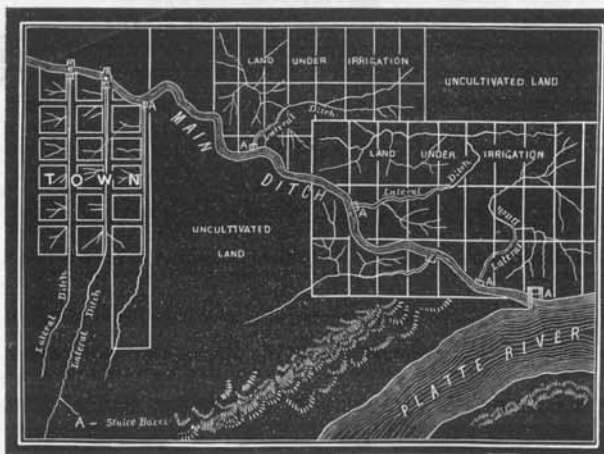 LAND UNDER IRRIGATION
UNCULTIVATED LAND
A
MAIN DITCH
A
Lateral Ditch.
LAND UNDER IRRIGATION
TOWN
Lateral Ditch.
A
UNCULTIVATED
LAND
Lateral Ditch
A
A
Lateral Ditch.
Lateral Ditch
PLATTE RIVER
A – Sluice Boxes